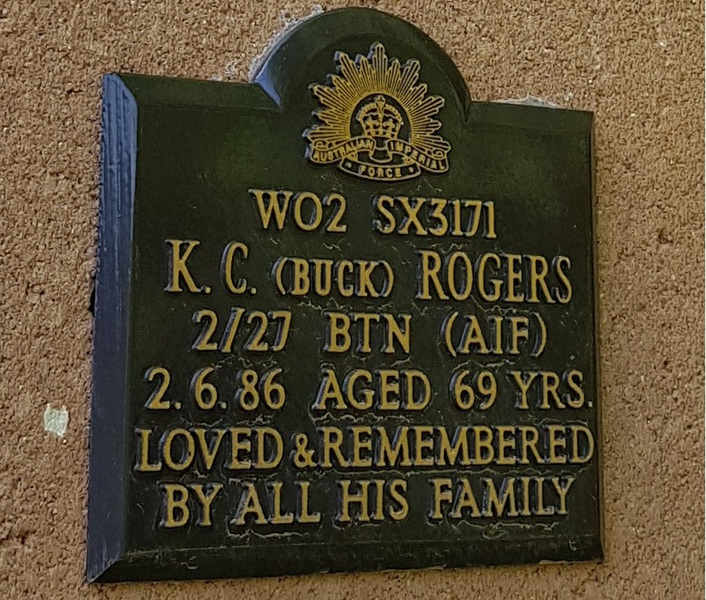 AUSTRALIAN IMPERIAL
FORCE
WO2 SX3171
K. C. (BUCK) ROGERS
2/27 BTN (AIF)
2. 6. 86 AGED 69 YRS.
LOVED & REMEMBERED
BY ALL HIS FAMILY